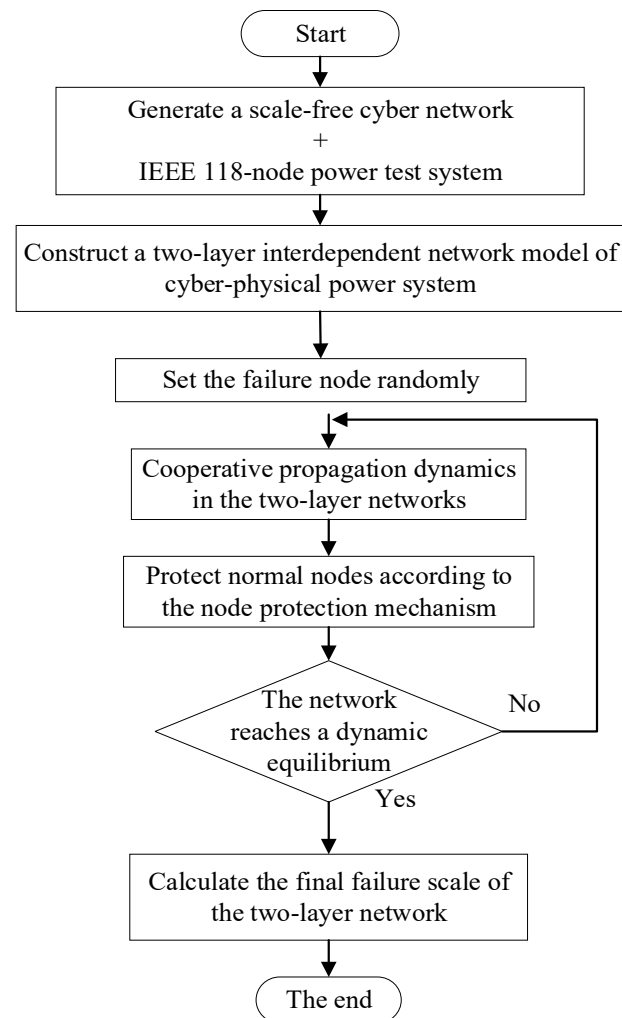 Start
Generate a scale-free cyber network
+
IEEE 118-node power test system
Construct a two-layer interdependent network model of
cyber-physical power system
Set the failure node randomly
Cooperative propagation dynamics
in the two-layer networks
Protect normal nodes according to
the node protection mechanism
The network
reaches a dynamic
equilibrium
No
Yes
Calculate the final failure scale of
the two-layer network
The end